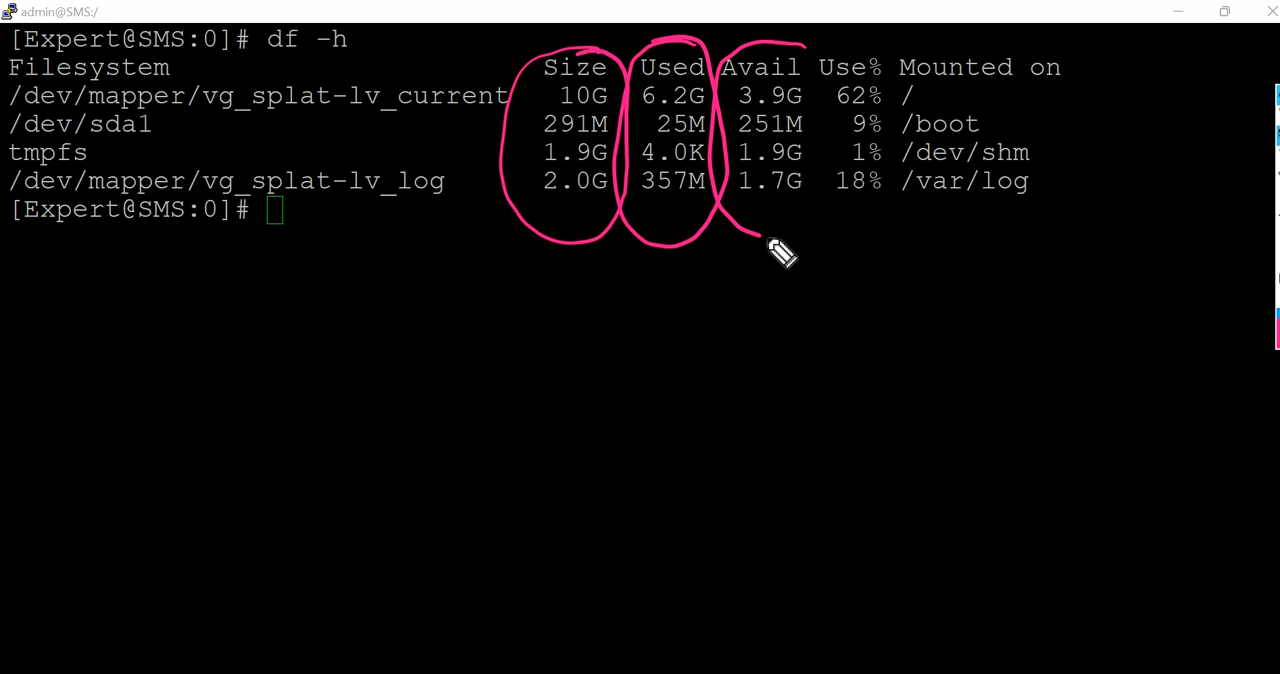 admin@SMS:/
[Expert@SMS:0]# df -h
Filesystem Size Used Avail Use% Mounted on
/dev/mapper/vg_splat-lv_current 10G 6.2G 3.9G 62% /
/dev/sda1 291M 25M 251M 9% /boot
tmpfs 1.9G 4.0K 1.9G 1% /dev/shm
/dev/mapper/vg_splat-lv_log 2.0G 357M 1.7G 18% /var/log
[Expert@SMS:0]#